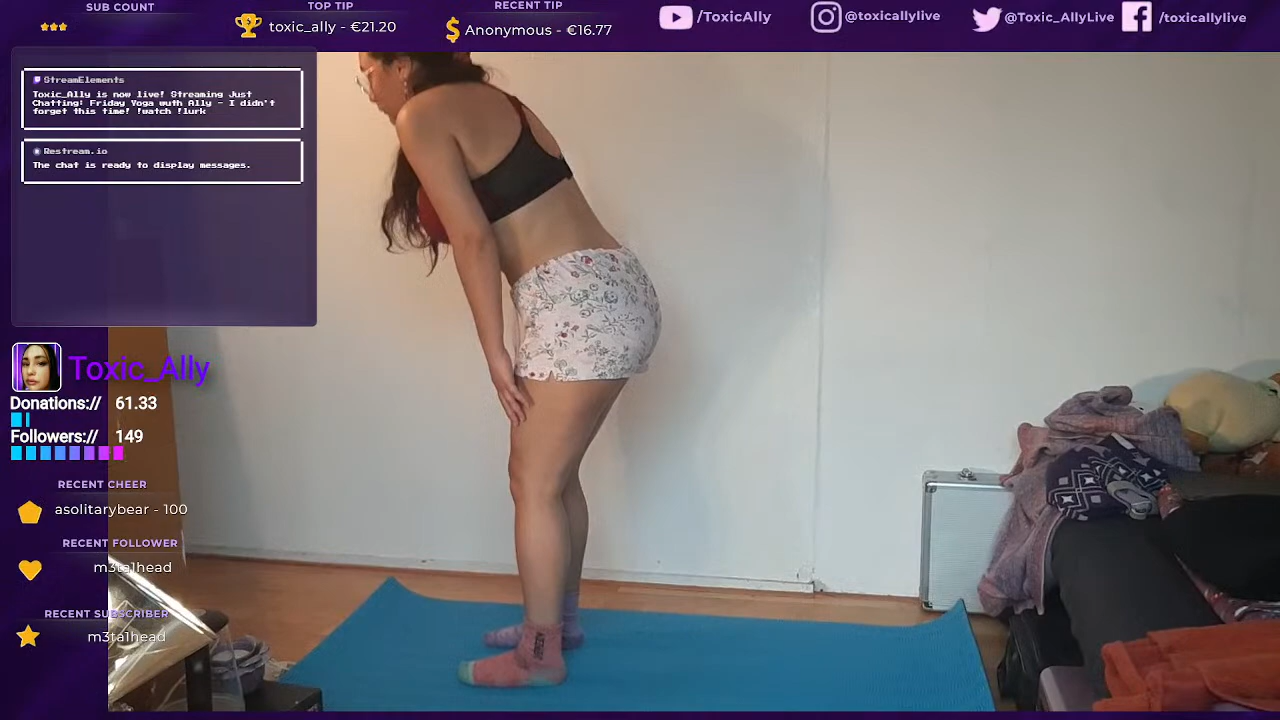 SUB COUNT
***
TOP TIP
toxic_ally - €21.20
RECENT TIP
Anonymous - €16.77
/ToxicAlly
@toxicallylive
@Toxic_AllyLive
/toxicallylive
StreamElements
Toxic_Ally is now live! Streaming Just
Chatting: Friday Yoga wuth Ally - I didn't
forget this time! !watch !lurk
Restream.io
The chat is ready to display messages.
Toxic_Ally
Donations:// 61.33
Followers:// 149
RECENT CHEER
asolitarybear - 100
RECENT FOLLOWER
m3ta1head
RECENT SUBSCRIBER
m3ta1head